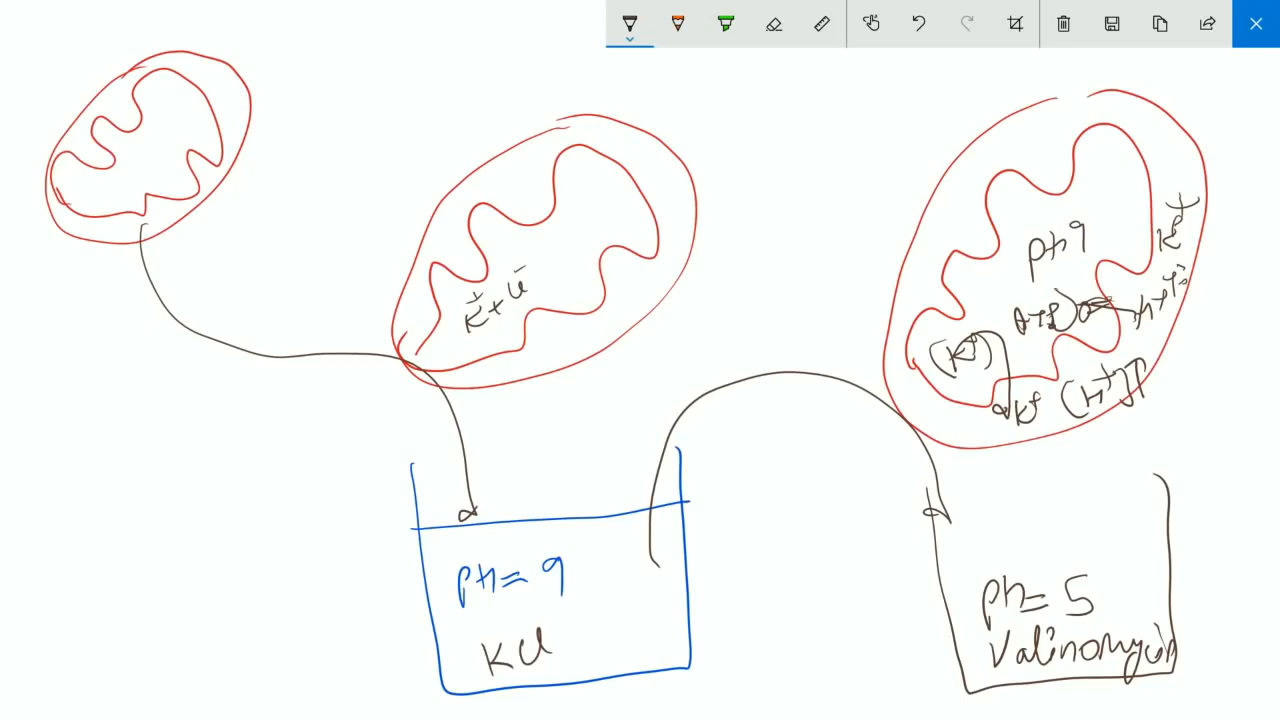 K⁺ + Cl⁻
pH 9
K⁺
ATP
H⁺
(K⁺)
K⁺
(H⁺)↑
pH = 9
KCl
pH = 5
Valinomycin